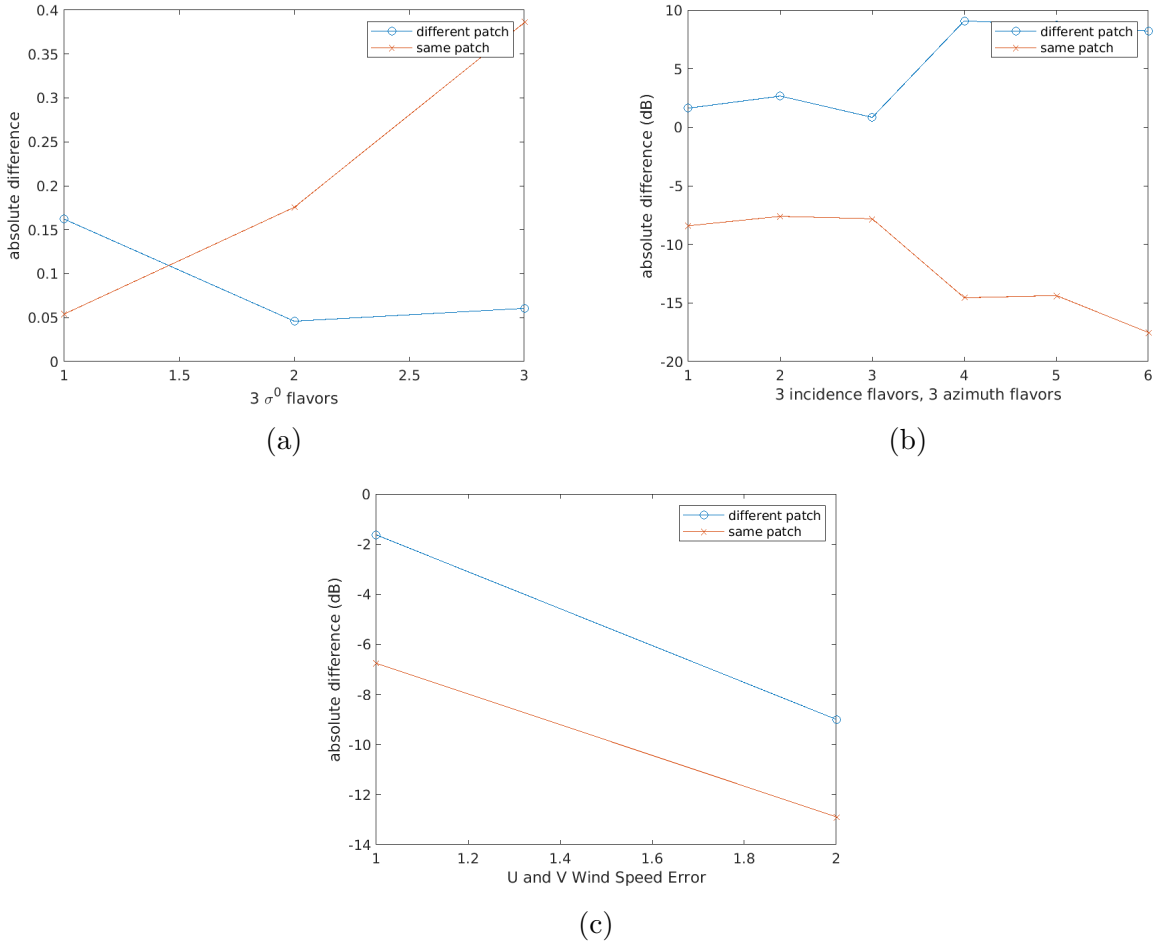 0.4
0.35
0.3
0.25
0.2
0.15
0.1
0.05
0
absolute difference
different patch
same patch
1
1.5
2
2.5
3
3 σ⁰ flavors
(a)
10
5
0
-5
-10
-15
-20
absolute difference (dB)
different patch
same patch
1
2
3
4
5
6
3 incidence flavors, 3 azimuth flavors
(b)
0
-2
-4
-6
-8
-10
-12
-14
absolute difference (dB)
different patch
same patch
1
1.2
1.4
1.6
1.8
2
U and V Wind Speed Error
(c)